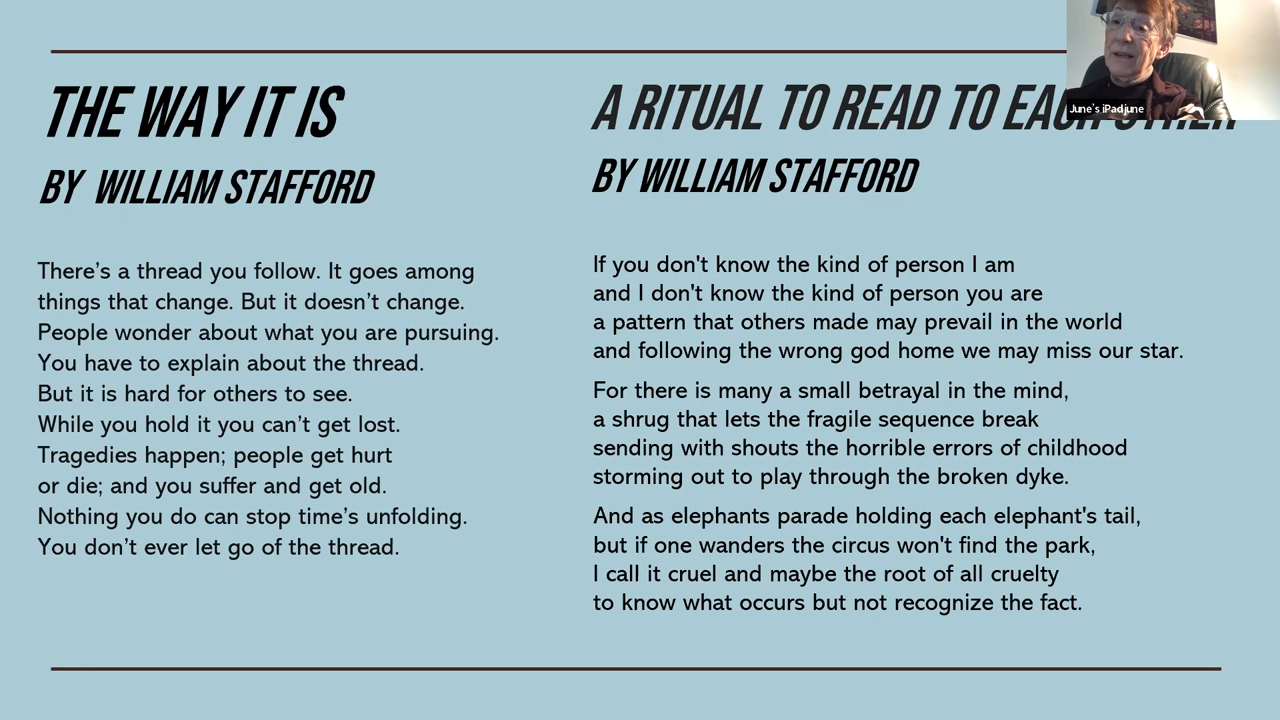 THE WAY IT IS
BY WILLIAM STAFFORD
There’s a thread you follow. It goes among
things that change. But it doesn’t change.
People wonder about what you are pursuing.
You have to explain about the thread.
But it is hard for others to see.
While you hold it you can’t get lost.
Tragedies happen; people get hurt
or die; and you suffer and get old.
Nothing you do can stop time’s unfolding.
You don’t ever let go of the thread.
A RITUAL TO READ TO EACH OTHER
BY WILLIAM STAFFORD
If you don't know the kind of person I am
and I don't know the kind of person you are
a pattern that others made may prevail in the world
and following the wrong god home we may miss our star.
For there is many a small betrayal in the mind,
a shrug that lets the fragile sequence break
sending with shouts the horrible errors of childhood
storming out to play through the broken dyke.
And as elephants parade holding each elephant's tail,
but if one wanders the circus won't find the park,
I call it cruel and maybe the root of all cruelty
to know what occurs but not recognize the fact.
June's iPadjune